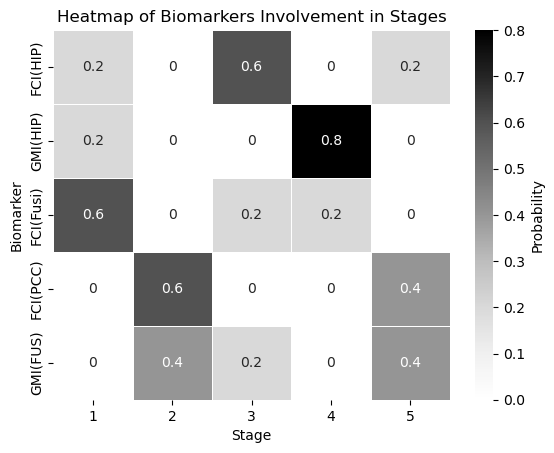 Heatmap of Biomarkers Involvement in Stages
Biomarker
FCI(HIP) 0.2 0 0.6 0 0.2
GMI(HIP) 0.2 0 0 0.8 0
FCI(Fusi) 0.6 0 0.2 0.2 0
FCI(PCC) 0 0.6 0 0 0.4
GMI(FUS) 0 0.4 0.2 0 0.4
1 2 3 4 5
Stage
0.8
0.7
0.6
0.5
0.4
0.3
0.2
0.1
0.0
Probability